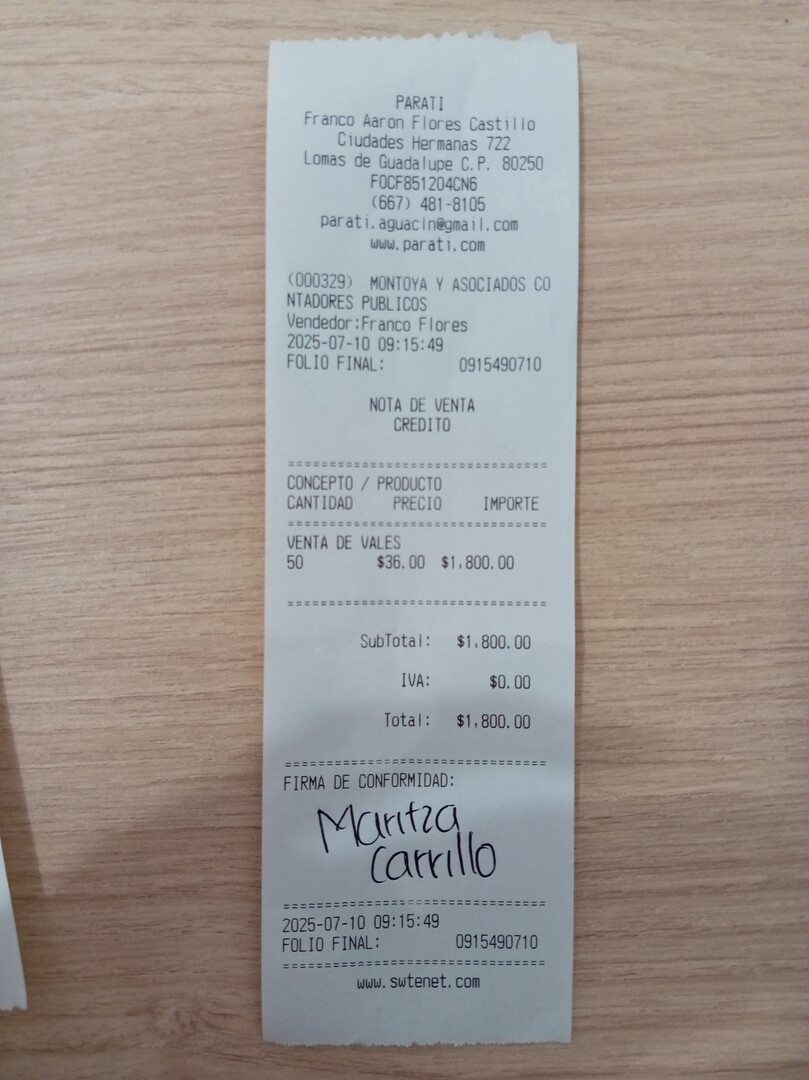 PARATI
Franco Aaron Flores Castillo
Ciudades Hermanas 722
Lomas de Guadalupe C.P. 80250
FOCF851204CN6
(667) 481-8105
parati.aguacln@gmail.com
www.parati.com
(000329) MONTOYA Y ASOCIADOS CO
NTADORES PUBLICOS
Vendedor:Franco Flores
2025-07-10 09:15:49
FOLIO FINAL: 0915490710
NOTA DE VENTA
CREDITO
================================
CONCEPTO / PRODUCTO
CANTIDAD PRECIO IMPORTE
================================
VENTA DE VALES
50 $36.00 $1,800.00
================================
SubTotal: $1,800.00
IVA: $0.00
Total: $1,800.00
================================
FIRMA DE CONFORMIDAD:
Maritza
Carrillo
================================
2025-07-10 09:15:49
FOLIO FINAL: 0915490710
================================
www.swtenet.com